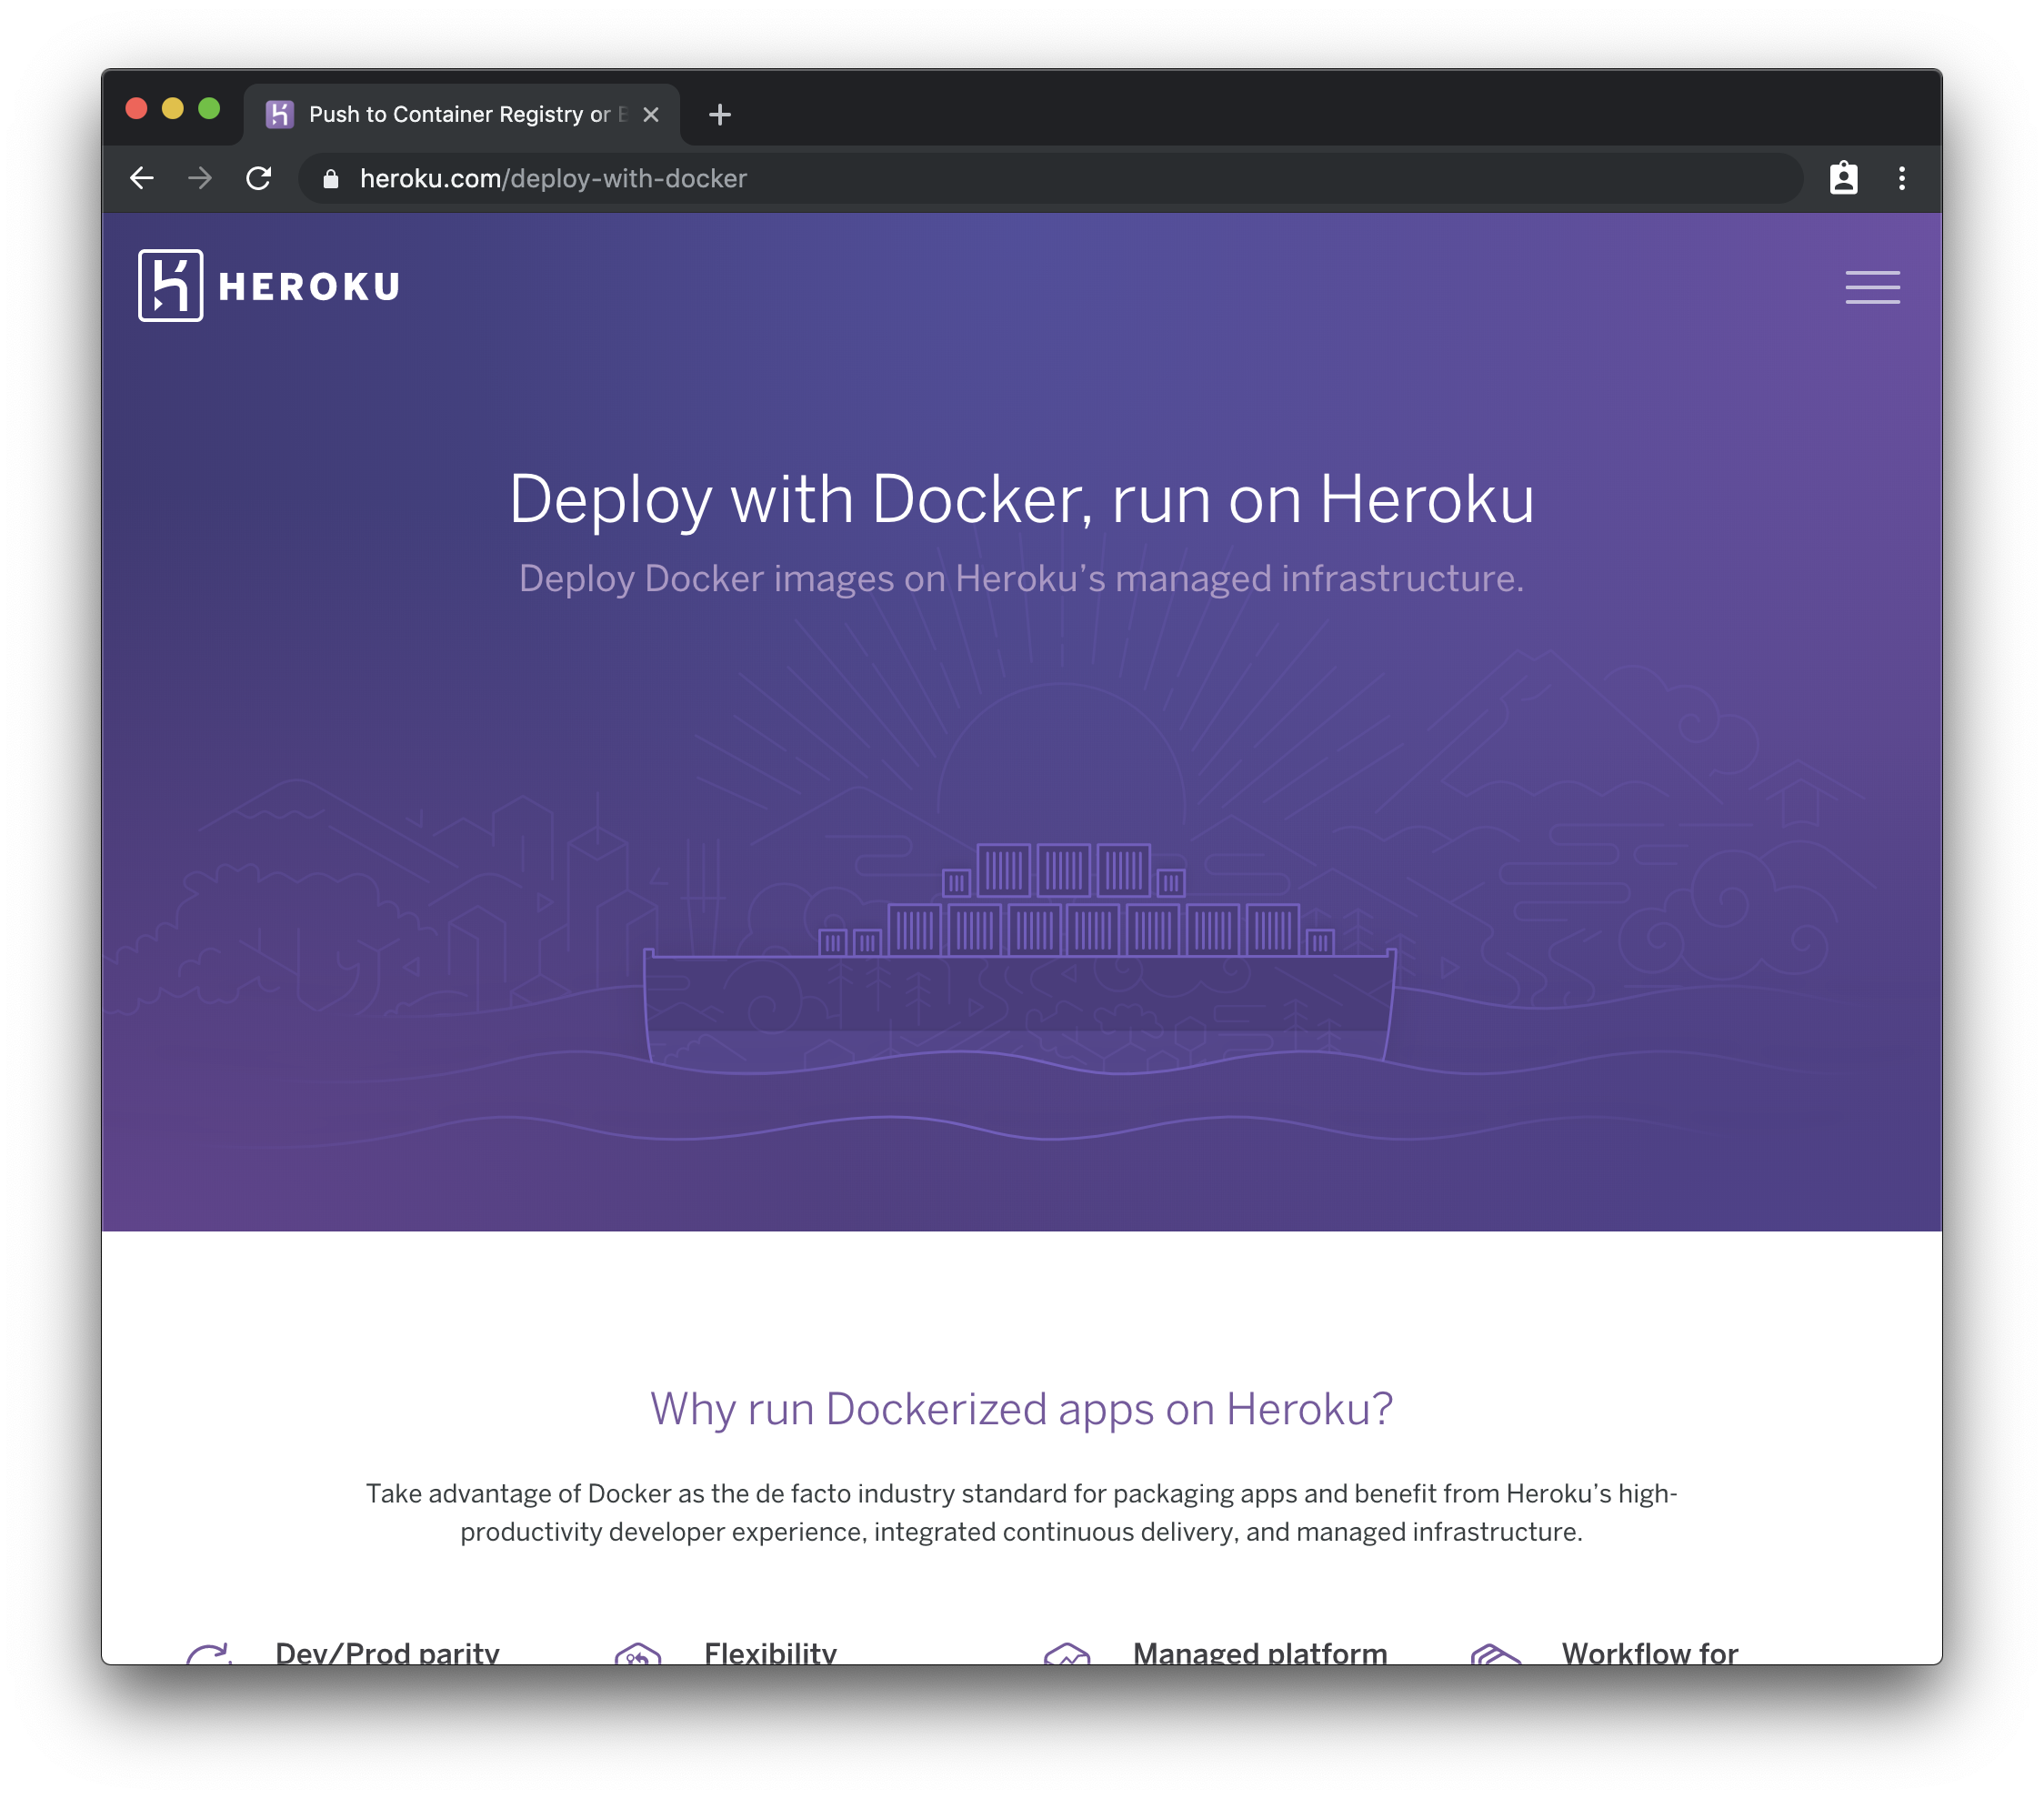 Push to Container Registry or
heroku.com/deploy-with-docker
HEROKU
Deploy with Docker, run on Heroku
Deploy Docker images on Heroku’s managed infrastructure.
Why run Dockerized apps on Heroku?
Take advantage of Docker as the de facto industry standard for packaging apps and benefit from Heroku’s high-
productivity developer experience, integrated continuous delivery, and managed infrastructure.
Dev/Prod parity
Flexibility
Managed platform
Workflow for